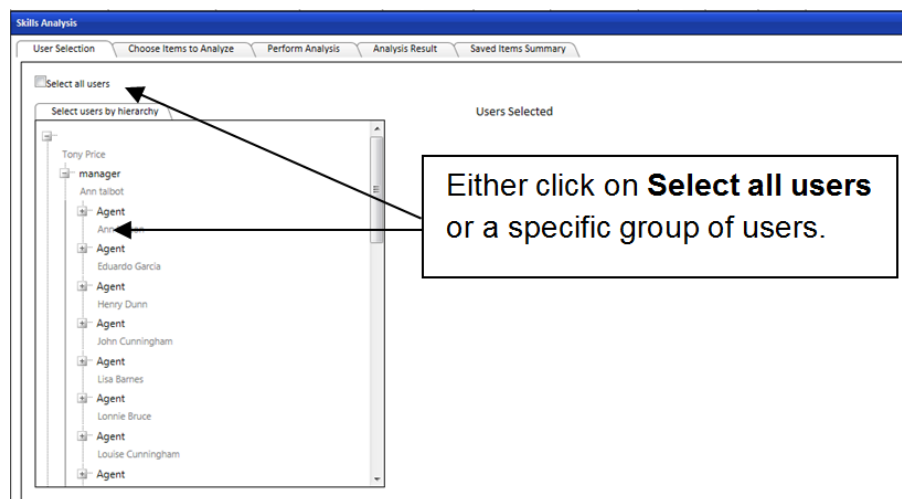 Skills Analysis
User Selection Choose Items to Analyze Perform Analysis Analysis Result Saved Items Summary
Select all users
Select users by hierarchy
Users Selected
Tony Price
manager
Ann talbot
Agent
Agent
Eduardo Garcia
Agent
Henry Dunn
Agent
John Cunningham
Agent
Lisa Barnes
Agent
Lonnie Bruce
Agent
Louise Cunningham
Agent
Either click on Select all users
or a specific group of users.